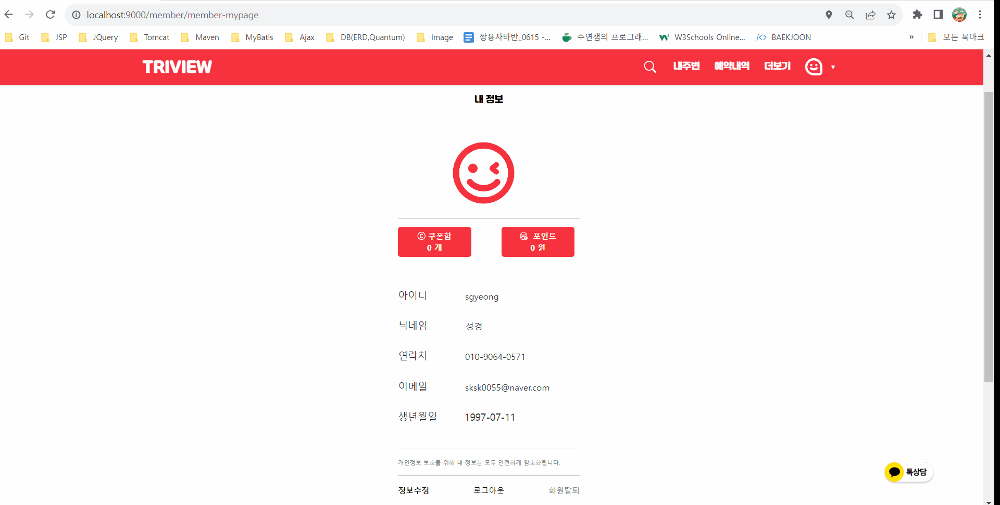 localhost:9000/member/member-mypage
Git JSP JQuery Tomcat Maven MyBatis Ajax DB(ERD,Quantum) Image 쌍용자바반_0615 -... 수연샘의 프로그래... W3Schools Online... BAEKJOON » 모든 북마크
TRIVIEW 내주변 예약내역 더보기
내 정보
쿠폰함
0 개
포인트
0 원
아이디 sgyeong
닉네임 성경
연락처 010-9064-0571
이메일 sksk0055@naver.com
생년월일 1997-07-11
개인정보 보호를 위해 내 정보는 모두 안전하게 암호화됩니다.
톡상담
정보수정 로그아웃 회원탈퇴